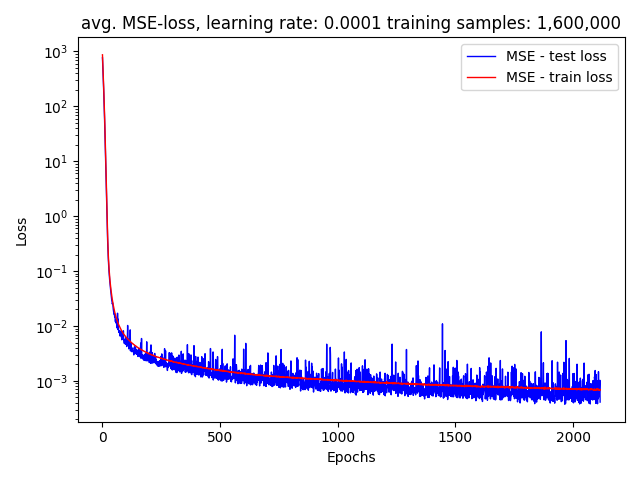 avg. MSE-loss, learning rate: 0.0001 training samples: 1,600,000
MSE - test loss
MSE - train loss
10³
10²
10¹
10⁰
10⁻¹
10⁻²
10⁻³
Loss
0 500 1000 1500 2000
Epochs